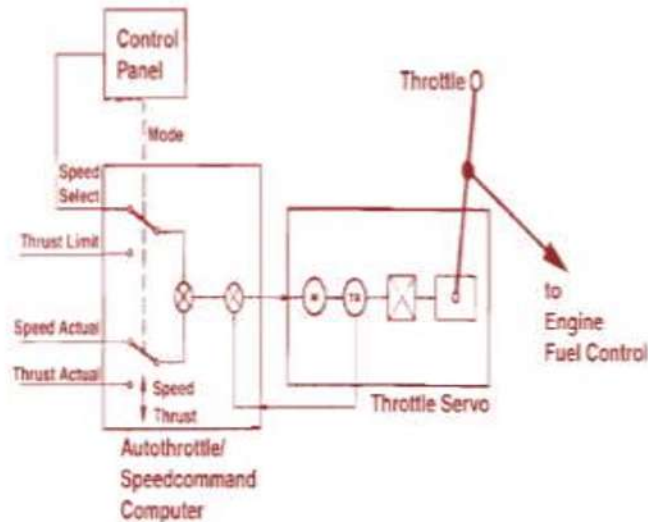 Control
Panel
Throttle
Mode
Speed
Select
Thrust Limit
Speed Actual
Thrust Actual
Speed
Thrust
M
TR
to
Engine
Fuel Control
Throttle Servo
Autothrottle/
Speedcommand
Computer